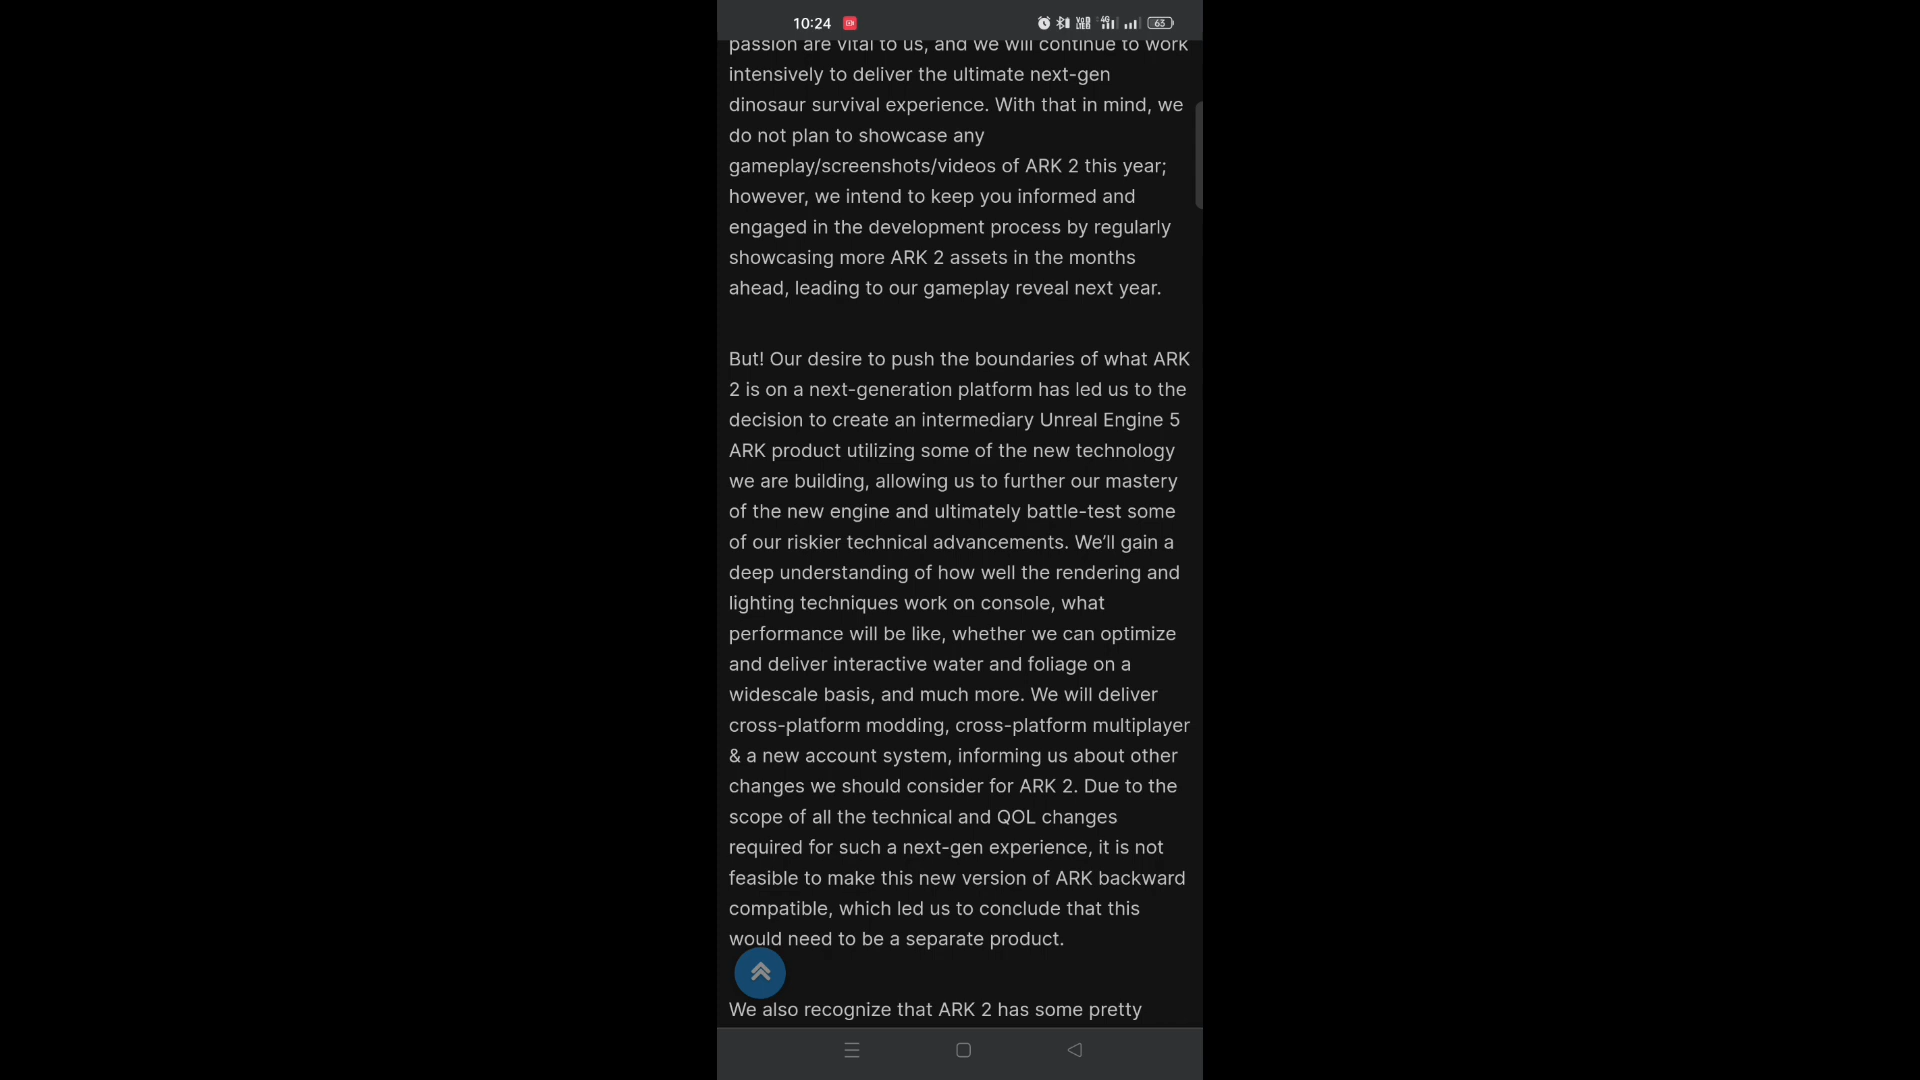 10:24
4G
63
passion are vital to us, and we will continue to work
intensively to deliver the ultimate next-gen
dinosaur survival experience. With that in mind, we
do not plan to showcase any
gameplay/screenshots/videos of ARK 2 this year;
however, we intend to keep you informed and
engaged in the development process by regularly
showcasing more ARK 2 assets in the months
ahead, leading to our gameplay reveal next year.
But! Our desire to push the boundaries of what ARK
2 is on a next-generation platform has led us to the
decision to create an intermediary Unreal Engine 5
ARK product utilizing some of the new technology
we are building, allowing us to further our mastery
of the new engine and ultimately battle-test some
of our riskier technical advancements. We’ll gain a
deep understanding of how well the rendering and
lighting techniques work on console, what
performance will be like, whether we can optimize
and deliver interactive water and foliage on a
widescale basis, and much more. We will deliver
cross-platform modding, cross-platform multiplayer
& a new account system, informing us about other
changes we should consider for ARK 2. Due to the
scope of all the technical and QOL changes
required for such a next-gen experience, it is not
feasible to make this new version of ARK backward
compatible, which led us to conclude that this
would need to be a separate product.
We also recognize that ARK 2 has some pretty